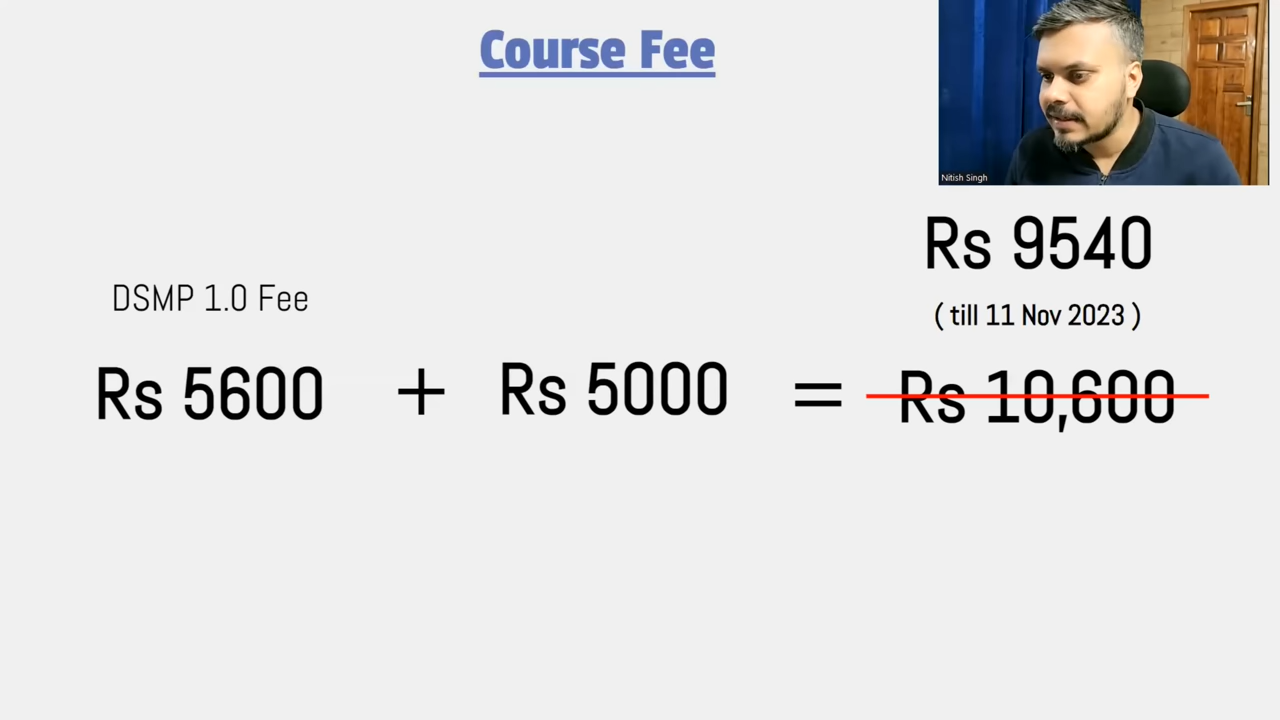 Course Fee
Nitish Singh
Rs 9540
( till 11 Nov 2023 )
DSMP 1.0 Fee
Rs 5600 + Rs 5000 = Rs 10,600